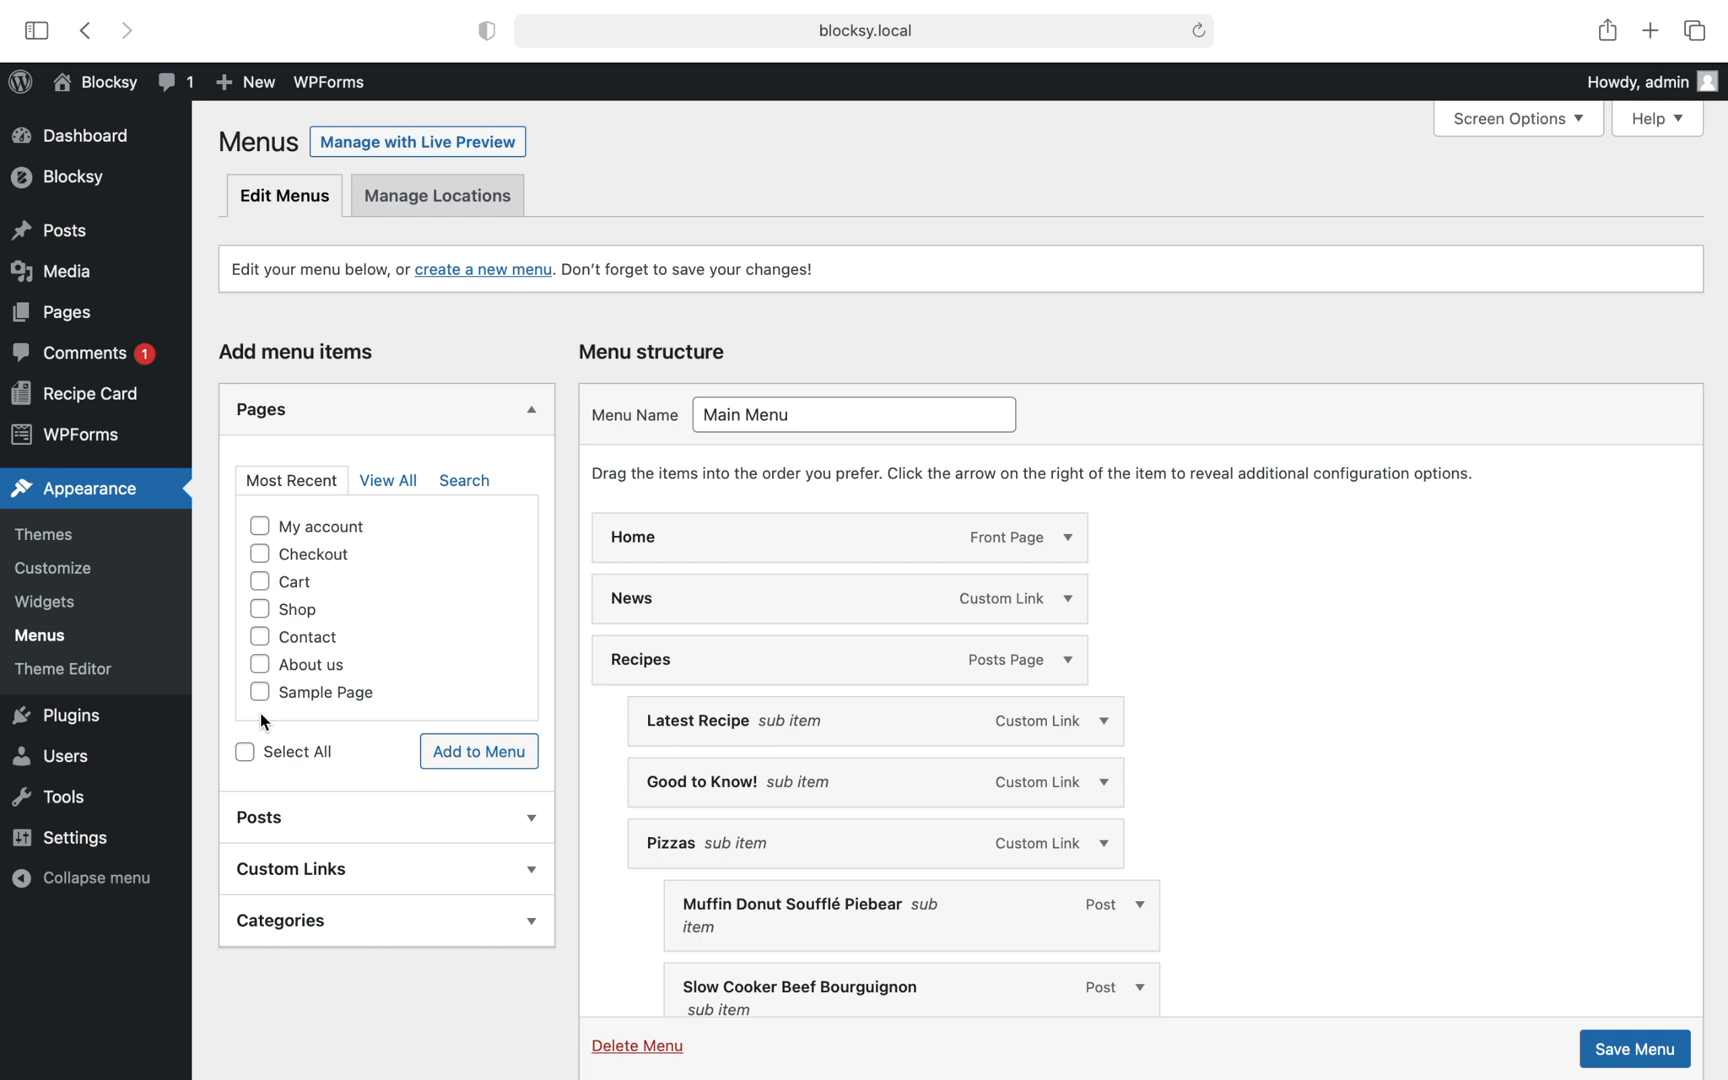 blocksy.local
Blocksy 1 New WPForms Howdy, admin
Dashboard
Blocksy
Posts
Media
Pages
Comments 1
Recipe Card
WPForms
Appearance
Themes
Customize
Widgets
Menus
Theme Editor
Plugins
Users
Tools
Settings
Collapse menu
Screen Options Help
Menus Manage with Live Preview
Edit Menus Manage Locations
Edit your menu below, or create a new menu. Don't forget to save your changes!
Add menu items
Pages
Most Recent View All Search
My account
Checkout
Cart
Shop
Contact
About us
Sample Page
Select All Add to Menu
Posts
Custom Links
Categories
Menu structure
Menu Name Main Menu
Drag the items into the order you prefer. Click the arrow on the right of the item to reveal additional configuration options.
Home Front Page
News Custom Link
Recipes Posts Page
Latest Recipe sub item Custom Link
Good to Know! sub item Custom Link
Pizzas sub item Custom Link
Muffin Donut Soufflé Piebear sub Post
item
Slow Cooker Beef Bourguignon Post
sub item
Delete Menu Save Menu